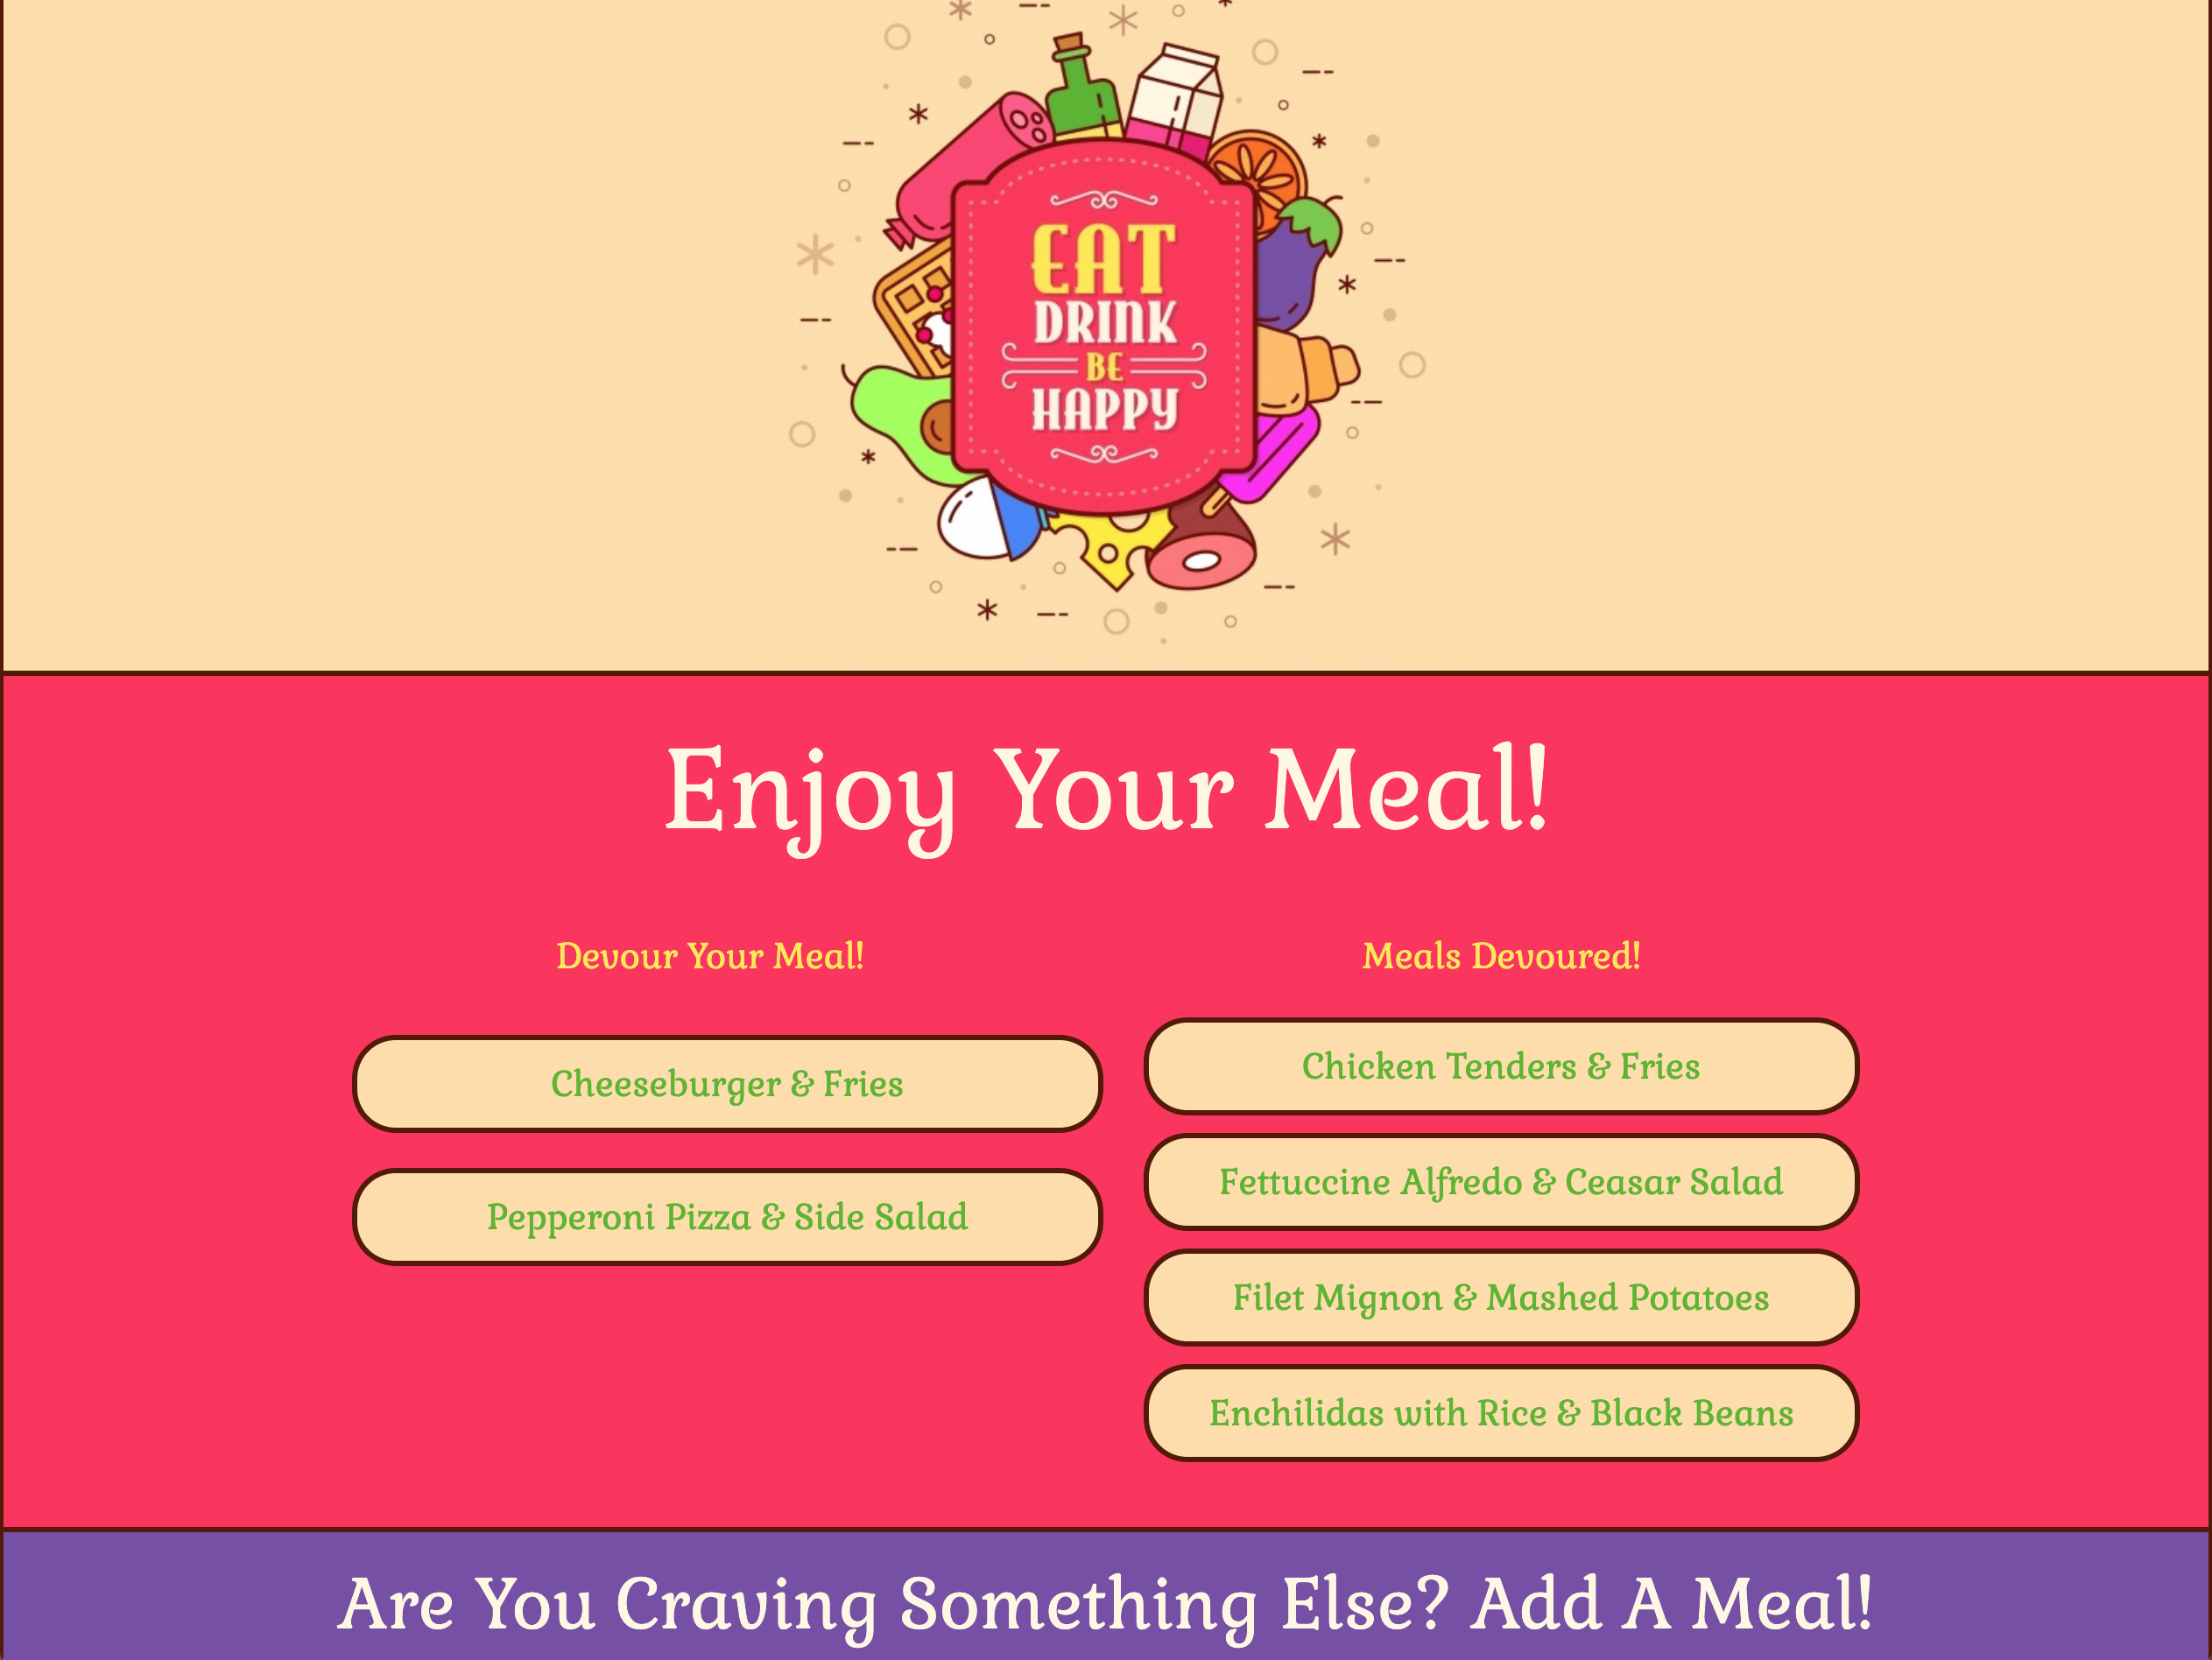 EAT
DRINK
BE
HAPPY
Enjoy Your Meal!
Devour Your Meal!
Cheeseburger & Fries
Pepperoni Pizza & Side Salad
Meals Devoured!
Chicken Tenders & Fries
Fettuccine Alfredo & Ceasar Salad
Filet Mignon & Mashed Potatoes
Enchilidas with Rice & Black Beans
Are You Craving Something Else? Add A Meal!